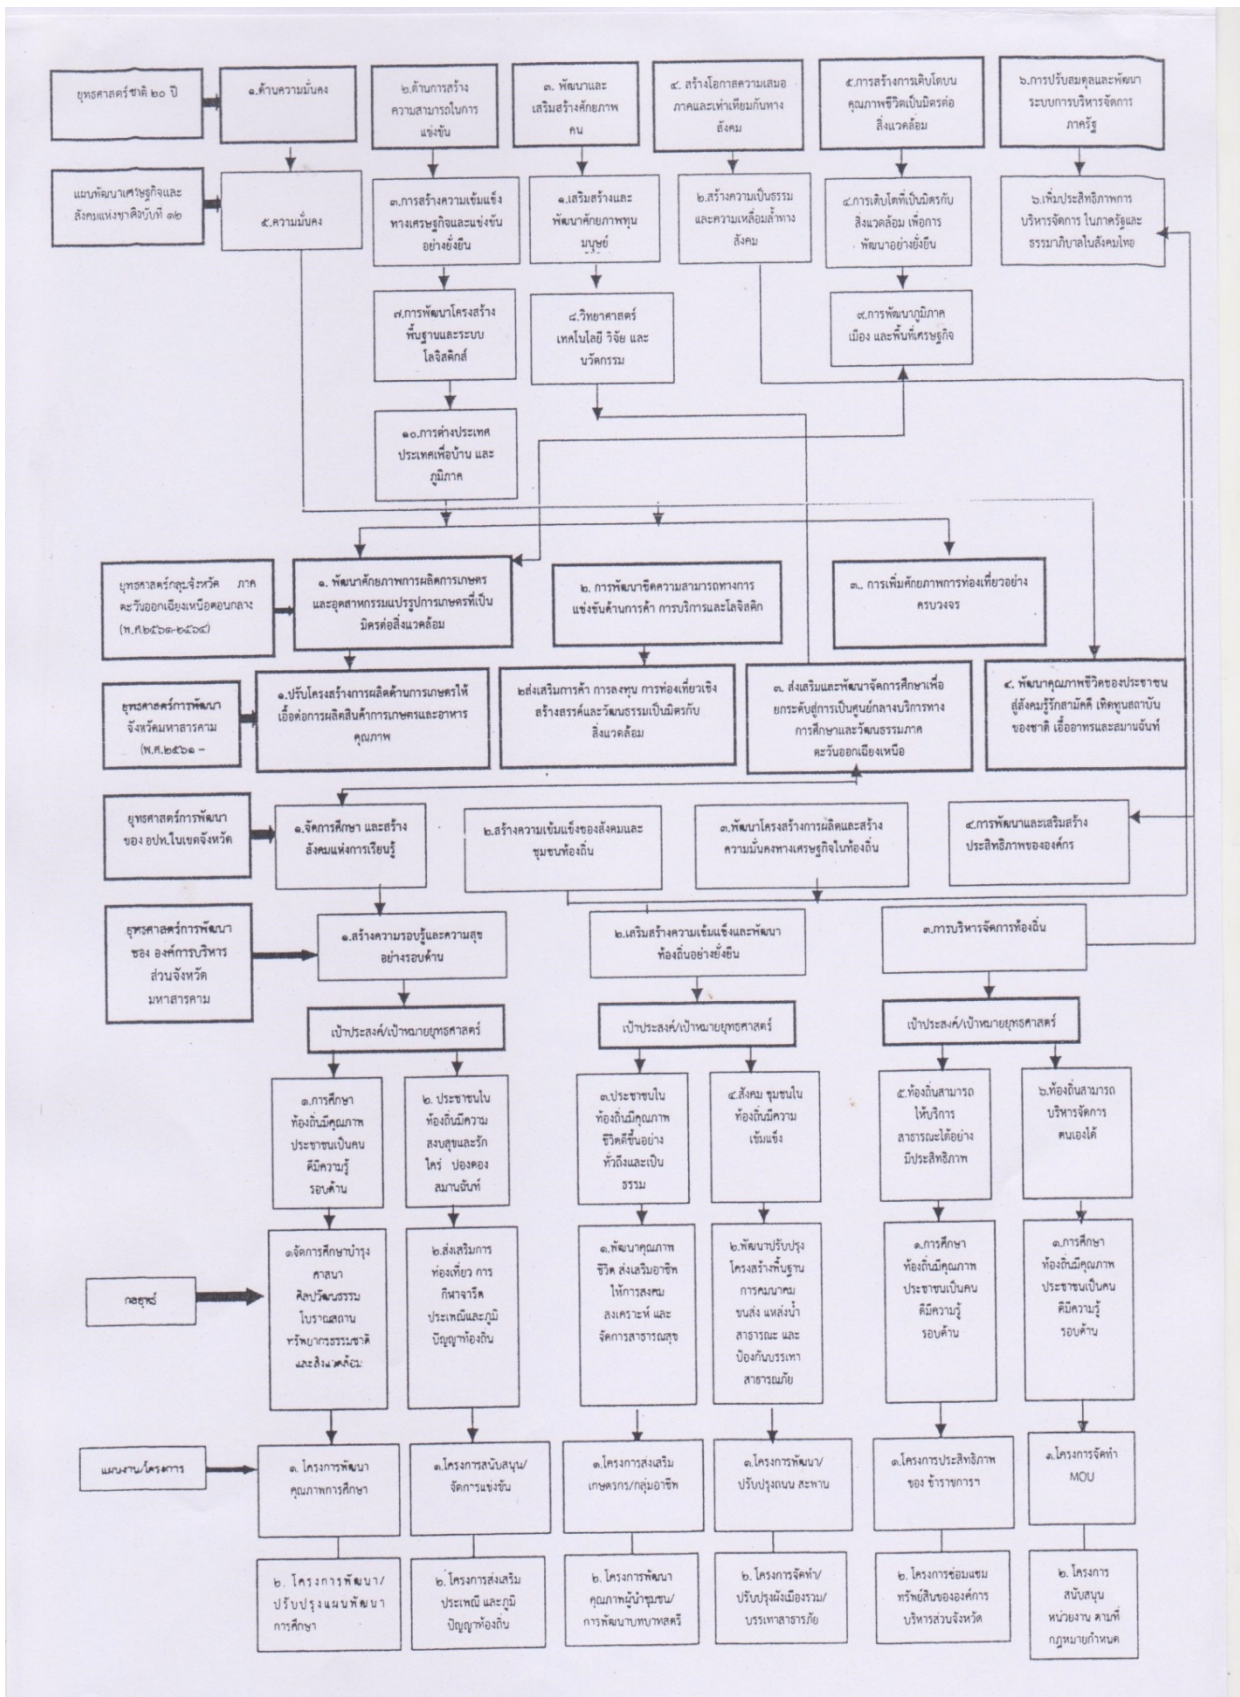 ยุทธศาสตร์ชาติ ๒๐ ปี
๑.ด้านความมั่นคง
๒.ด้านการสร้าง
ความสามารถในการ
แข่งขัน
๓. พัฒนาและ
เสริมสร้างศักยภาพ
คน
๔. สร้างโอกาสความเสมอ
ภาคและเท่าเทียมกันทาง
สังคม
๕.การสร้างการเติบโตบน
คุณภาพชีวิตเป็นมิตรต่อ
สิ่งแวดล้อม
๖.การปรับสมดุลและพัฒนา
ระบบการบริหารจัดการ
ภาครัฐ
แผนพัฒนาเศรษฐกิจและ
สังคมแห่งชาติฉบับที่ ๑๒
๕.ความมั่นคง
๓.การสร้างความเข้มแข็ง
ทางเศรษฐกิจและแข่งขัน
อย่างยั่งยืน
๑.เสริมสร้างและ
พัฒนาศักยภาพทุน
มนุษย์
๒.สร้างความเป็นธรรม
และความเหลื่อมล้ำทาง
สังคม
๔.การเติบโตที่เป็นมิตรกับ
สิ่งแวดล้อม เพื่อการ
พัฒนาอย่างยั่งยืน
๖.เพิ่มประสิทธิภาพการ
บริหารจัดการ ในภาครัฐและ
ธรรมาภิบาลในสังคมไทย
๗.การพัฒนาโครงสร้าง
พื้นฐานและระบบ
โลจิสติกส์
๘.วิทยาศาสตร์
เทคโนโลยี วิจัย และ
นวัตกรรม
๙.การพัฒนาภูมิภาค
เมือง และพื้นที่เศรษฐกิจ
๑๐.การต่างประเทศ
ประเทศเพื่อบ้าน และ
ภูมิภาค
ยุทธศาสตร์กลุ่มจังหวัด ภาค
ตะวันออกเฉียงเหนือตอนกลาง
(พ.ศ.๒๕๖๑-๒๕๖๔)
๑. พัฒนาศักยภาพการผลิตการเกษตร
และอุตสาหกรรมแปรรูปการเกษตรที่เป็น
มิตรต่อสิ่งแวดล้อม
๒. การพัฒนาขีดความสามารถทางการ
แข่งขันด้านการค้า การบริการและโลจิสติก
๓.. การเพิ่มศักยภาพการท่องเที่ยวอย่าง
ครบวงจร
ยุทธศาสตร์การพัฒนา
จังหวัดมหาสารคาม
(พ.ศ.๒๕๖๑ –
๑.ปรับโครงสร้างการผลิตด้านการเกษตรให้
เอื้อต่อการผลิตสินค้าการเกษตรและอาหาร
คุณภาพ
๒ส่งเสริมการค้า การลงทุน การท่องเที่ยวเชิง
สร้างสรรค์และวัฒนธรรมเป็นมิตรกับ
สิ่งแวดล้อม
๓. ส่งเสริมและพัฒนาจัดการศึกษาเพื่อ
ยกระดับสู่การเป็นศูนย์กลางบริการทาง
การศึกษาและวัฒนธรรมภาค
ตะวันออกเฉียงเหนือ
๔. พัฒนาคุณภาพชีวิตของประชาชน
สู่สังคมรู้รักสามัคคี เทิดทูนสถาบัน
ของชาติ เอื้ออาทรและสมานฉันท์
ยุทธศาสตร์การพัฒนา
ของ อปท.ในเขตจังหวัด
๑.จัดการศึกษา และสร้าง
สังคมแห่งการเรียนรู้
๒.สร้างความเข้มแข็งของสังคมและ
ชุมชนท้องถิ่น
๓.พัฒนาโครงสร้างการผลิตและสร้าง
ความมั่นคงทางเศรษฐกิจในท้องถิ่น
๔.การพัฒนาและเสริมสร้าง
ประสิทธิภาพขององค์กร
ยุทธศาสตร์การพัฒนา
ของ องค์การบริหาร
ส่วนจังหวัด
มหาสารคาม
๑.สร้างความรอบรู้และความสุข
อย่างรอบด้าน
๒.เสริมสร้างความเข้มแข็งและพัฒนา
ท้องถิ่นอย่างยั่งยืน
๓.การบริหารจัดการท้องถิ่น
เป้าประสงค์/เป้าหมายยุทธศาสตร์
เป้าประสงค์/เป้าหมายยุทธศาสตร์
เป้าประสงค์/เป้าหมายยุทธศาสตร์
๑.การศึกษา
ท้องถิ่นมีคุณภาพ
ประชาชนเป็นคน
ดีมีความรู้
รอบด้าน
๒. ประชาชนใน
ท้องถิ่นมีความ
สงบสุขและรัก
ใคร่ ปองดอง
สมานฉันท์
๓.ประชาชนใน
ท้องถิ่นมีคุณภาพ
ชีวิตดีขึ้นอย่าง
ทั่วถึงและเป็น
ธรรม
๔.สังคม ชุมชนใน
ท้องถิ่นมีความ
เข้มแข็ง
๕.ท้องถิ่นสามารถ
ให้บริการ
สาธารณะได้อย่าง
มีประสิทธิภาพ
๖.ท้องถิ่นสามารถ
บริหารจัดการ
ตนเองได้
กลยุทธ์
๑จัดการศึกษาบำรุง
ศาสนา
ศิลปวัฒนธรรม
โบราณสถาน
ทรัพยากรธรรมชาติ
และสิ่งแวดล้อม
๒.ส่งเสริมการ
ท่องเที่ยว การ
กีฬาจารีต
ประเพณีและภูมิ
ปัญญาท้องถิ่น
๑.พัฒนาคุณภาพ
ชีวิต ส่งเสริมอาชีพ
ให้การสงคม
สงเคราะห์ และ
จัดการสาธารณสุข
๒.พัฒนาปรับปรุง
โครงสร้างพื้นฐาน
การคมนาคม
ขนส่ง แหล่งน้ำ
สาธารณะ และ
ป้องกันบรรเทา
สาธารณภัย
๑.การศึกษา
ท้องถิ่นมีคุณภาพ
ประชาชนเป็นคน
ดีมีความรู้
รอบด้าน
๑.การศึกษา
ท้องถิ่นมีคุณภาพ
ประชาชนเป็นคน
ดีมีความรู้
รอบด้าน
แผนงาน/โครงการ
๑. โครงการพัฒนา
คุณภาพการศึกษา
๑.โครงการสนับสนุน/
จัดการแข่งขัน
๑.โครงการส่งเสริม
เกษตรกร/กลุ่มอาชีพ
๑.โครงการพัฒนา/
ปรับปรุงถนน สะพาน
๑.โครงการประสิทธิภาพ
ของ ข้าราชการฯ
๑.โครงการจัดทำ
MOU
๒. โครงการพัฒนา/
ปรับปรุงแผนพัฒนา
การศึกษา
๒. โครงการส่งเสริม
ประเพณี และภูมิ
ปัญญาท้องถิ่น
๒. โครงการพัฒนา
คุณภาพผู้นำชุมชน/
การพัฒนาบทบาทสตรี
๒. โครงการจัดทำ/
ปรับปรุงผังเมืองรวม/
บรรเทาสาธารภัย
๒. โครงการซ่อมแซม
ทรัพย์สินขององค์การ
บริหารส่วนจังหวัด
๒. โครงการ
สนับสนุน
หน่วยงาน ตามที่
กฎหมายกำหนด